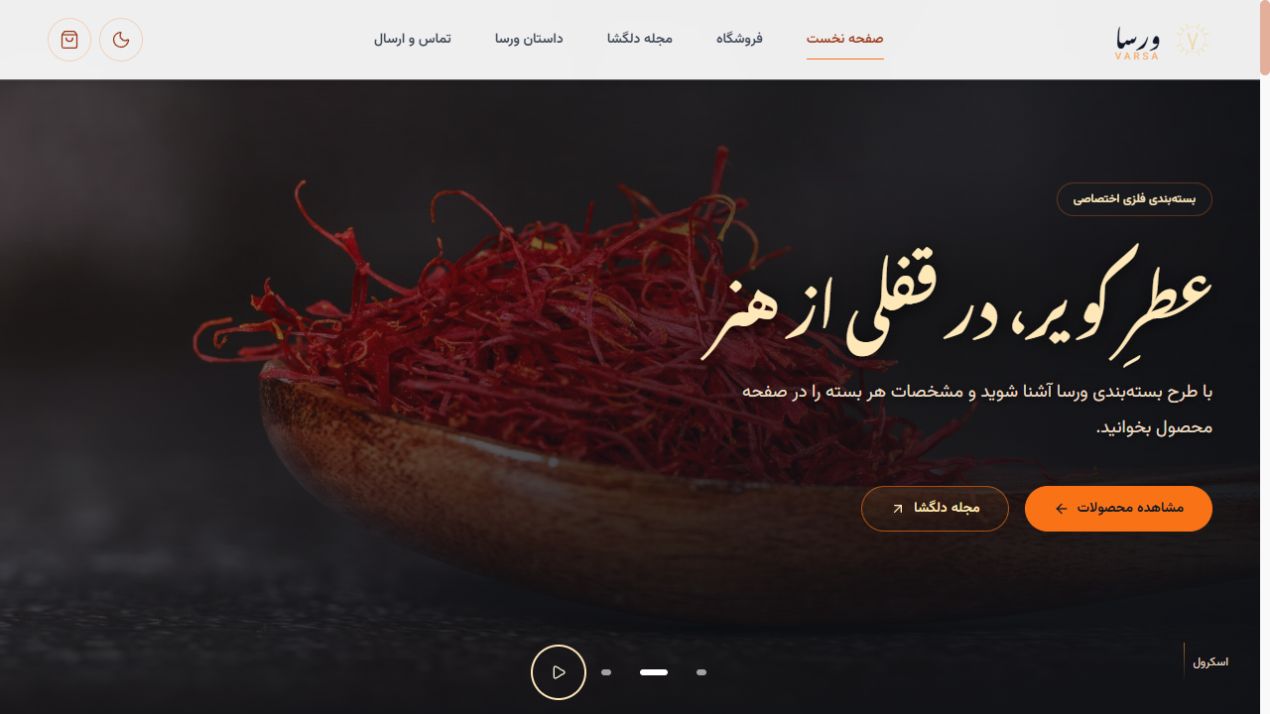 ورسا
VARSA
صفحه نخست
فروشگاه
مجله دلگشا
داستان ورسا
تماس و ارسال
بسته‌بندی فلزی اختصاصی
عطرِ کویر، در قفلی از هنر
با طرح بسته‌بندی ورسا آشنا شوید و مشخصات هر بسته را در صفحه
محصول بخوانید.
مشاهده محصولات
مجله دلگشا
اسکرول